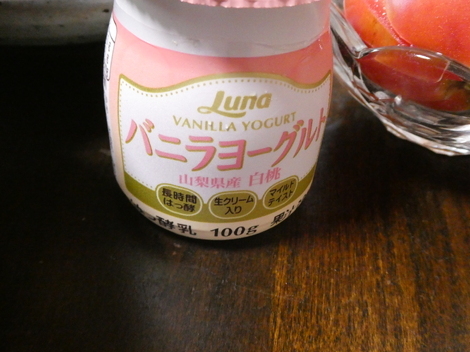 Luna
VANILLA YOGURT
バニラヨーグルト
山梨県産 白桃
長時間
はっ酵
生クリーム
入り
マイルド
テイスト
酵乳 100g